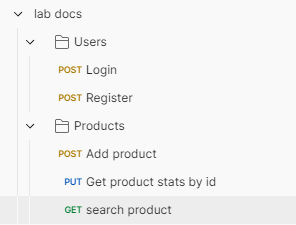 lab docs
Users
POST Login
POST Register
Products
POST Add product
PUT Get product stats by id
GET search product